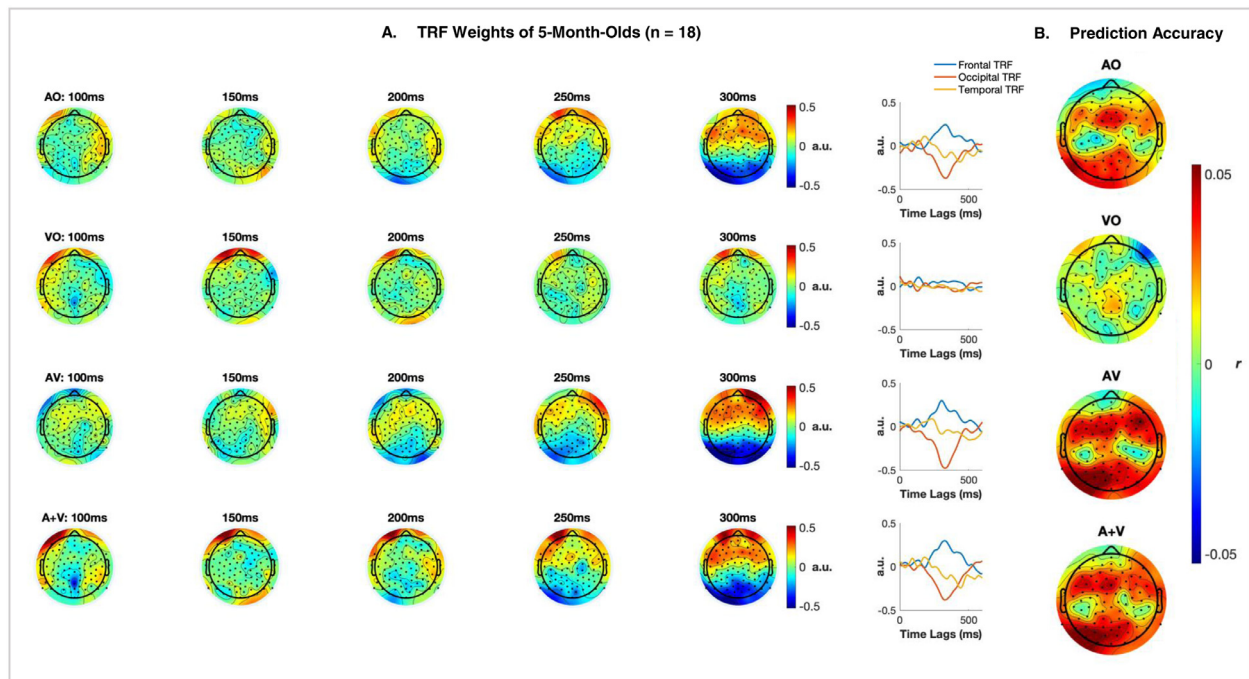 A. TRF Weights of 5-Month-Olds (n = 18)
B. Prediction Accuracy
Frontal TRF
Occipital TRF
Temporal TRF
AO: 100ms 150ms 200ms 250ms 300ms
0.5
a.u.
-0.5
0.5
0
-0.5
a.u.
0 500
Time Lags (ms)
AO
VO: 100ms 150ms 200ms 250ms 300ms
0.5
a.u.
-0.5
0.5
0
-0.5
a.u.
0 500
Time Lags (ms)
VO
AV: 100ms 150ms 200ms 250ms 300ms
0.5
a.u.
-0.5
0.5
0
-0.5
a.u.
0 500
Time Lags (ms)
AV
A+V: 100ms 150ms 200ms 250ms 300ms
0.5
a.u.
-0.5
0.5
0
-0.5
a.u.
0 500
Time Lags (ms)
A+V
0.05
0 r
-0.05